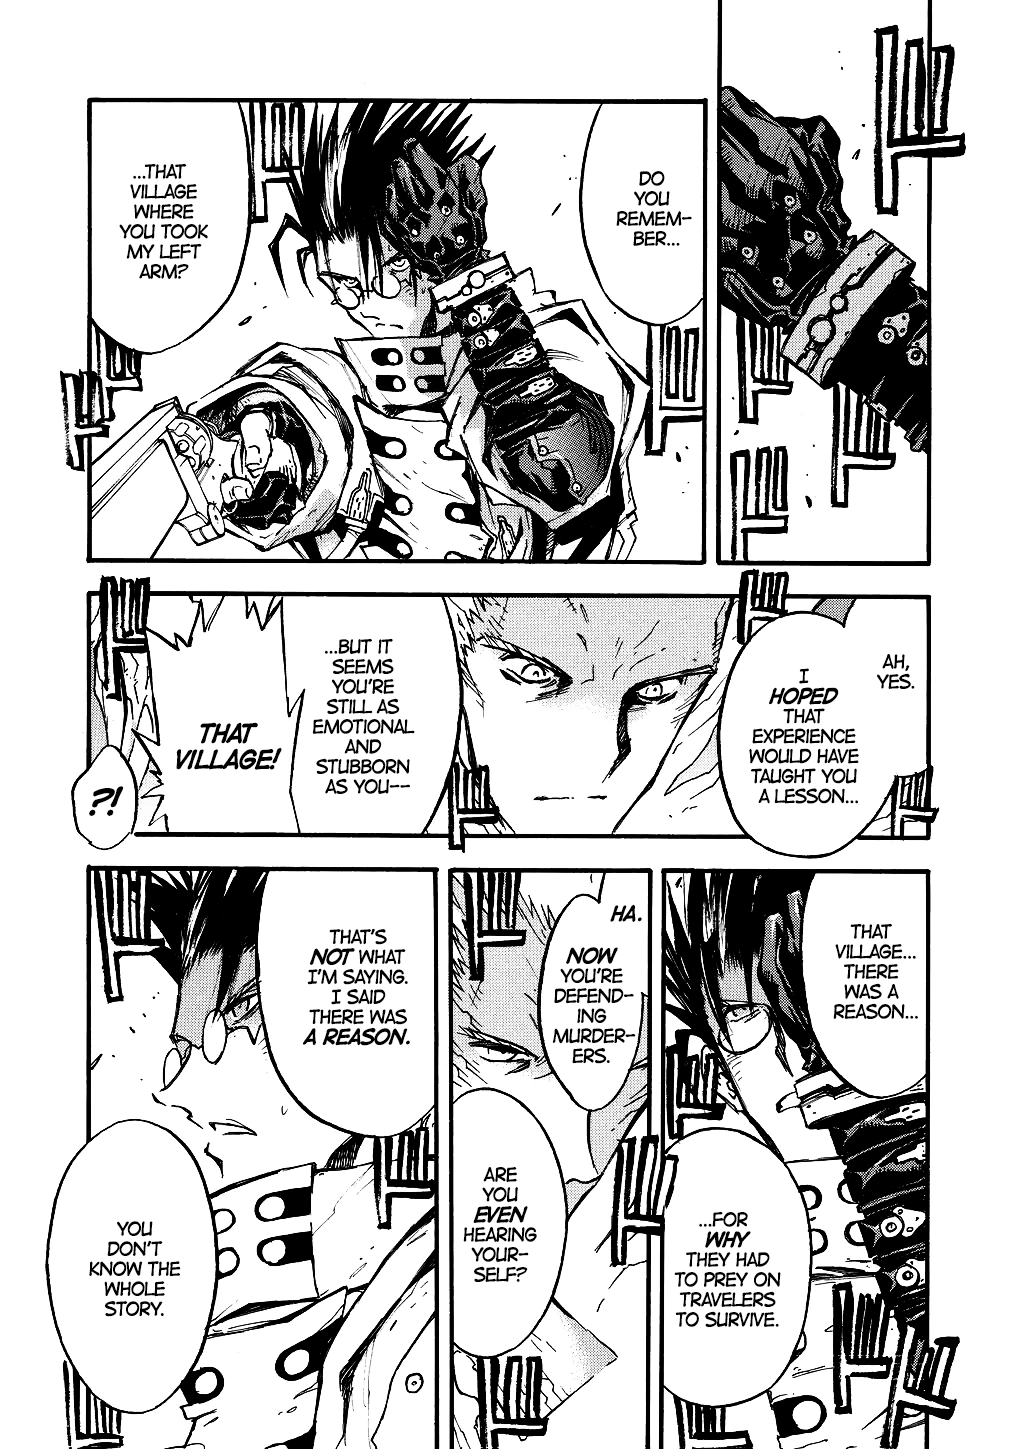 DO
YOU
REMEM-
BER...
...THAT
VILLAGE
WHERE
YOU TOOK
MY LEFT
ARM?
AH,
YES.
I
HOPED
THAT
EXPERIENCE
WOULD HAVE
TAUGHT YOU
A LESSON...
...BUT IT
SEEMS
YOU'RE
STILL AS
EMOTIONAL
AND
STUBBORN
AS YOU--
THAT
VILLAGE!
?!
THAT
VILLAGE...
THERE
WAS A
REASON...
...FOR
WHY
THEY HAD
TO PREY ON
TRAVELERS
TO SURVIVE.
HA.
NOW
YOU'RE
DEFEND-
ING
MURDER-
ERS.
ARE
YOU
EVEN
HEARING
YOUR-
SELF?
THAT'S
NOT WHAT
I'M SAYING.
I SAID
THERE WAS
A REASON.
YOU
DON'T
KNOW THE
WHOLE
STORY.